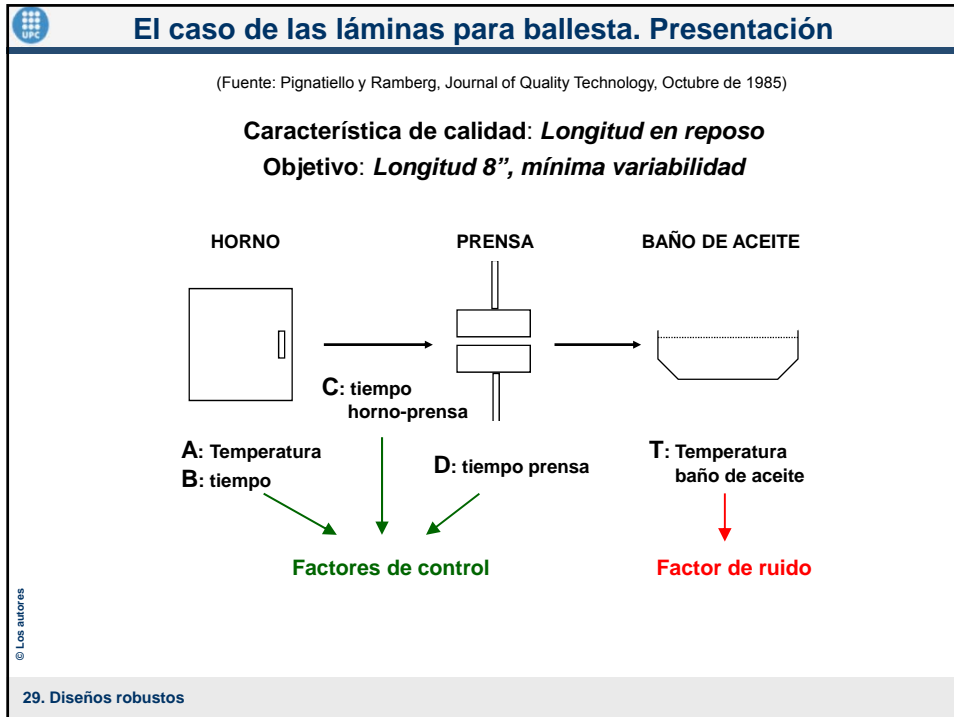 UPC
El caso de las láminas para ballesta. Presentación
(Fuente: Pignatiello y Ramberg, Journal of Quality Technology, Octubre de 1985)
Característica de calidad: Longitud en reposo
Objetivo: Longitud 8”, mínima variabilidad
HORNO
PRENSA
BAÑO DE ACEITE
C: tiempo
horno-prensa
A: Temperatura
B: tiempo
D: tiempo prensa
T: Temperatura
baño de aceite
Factores de control
Factor de ruido
© Los autores
29. Diseños robustos